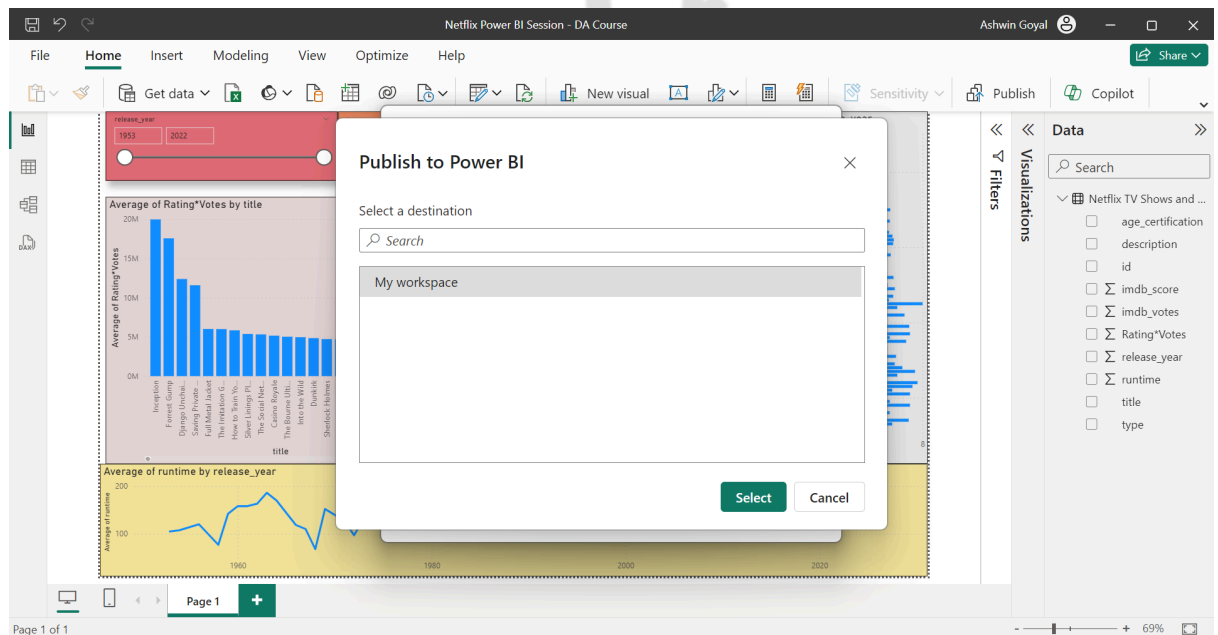 Netflix Power BI Session - DA Course
Ashwin Goyal
File Home Insert Modeling View Optimize Help
Share
Get data
New visual
Sensitivity
Publish
Copilot
release_year
1953 2022
Average of Rating*Votes by title
Average of Rating*Votes
20M
15M
10M
5M
0M
Inception
Forrest Gump
Django Unchai...
Saving Private ...
Full Metal Jacket
The Imitation G...
How to Train Yo...
Silver Linings Pl...
The Social Net...
Casino Royale
The Bourne Ulti...
Into the Wild
Dunkirk
Sherlock Holmes
title
Average of runtime by release_year
Average of runtime
200
100
1960 1980 2000 2020
8
Publish to Power BI
Select a destination
Search
My workspace
Select Cancel
Filters
Visualizations
Data
Search
Netflix TV Shows and ...
age_certification
description
id
imdb_score
imdb_votes
Rating*Votes
release_year
runtime
title
type
Page 1
Page 1 of 1
69%